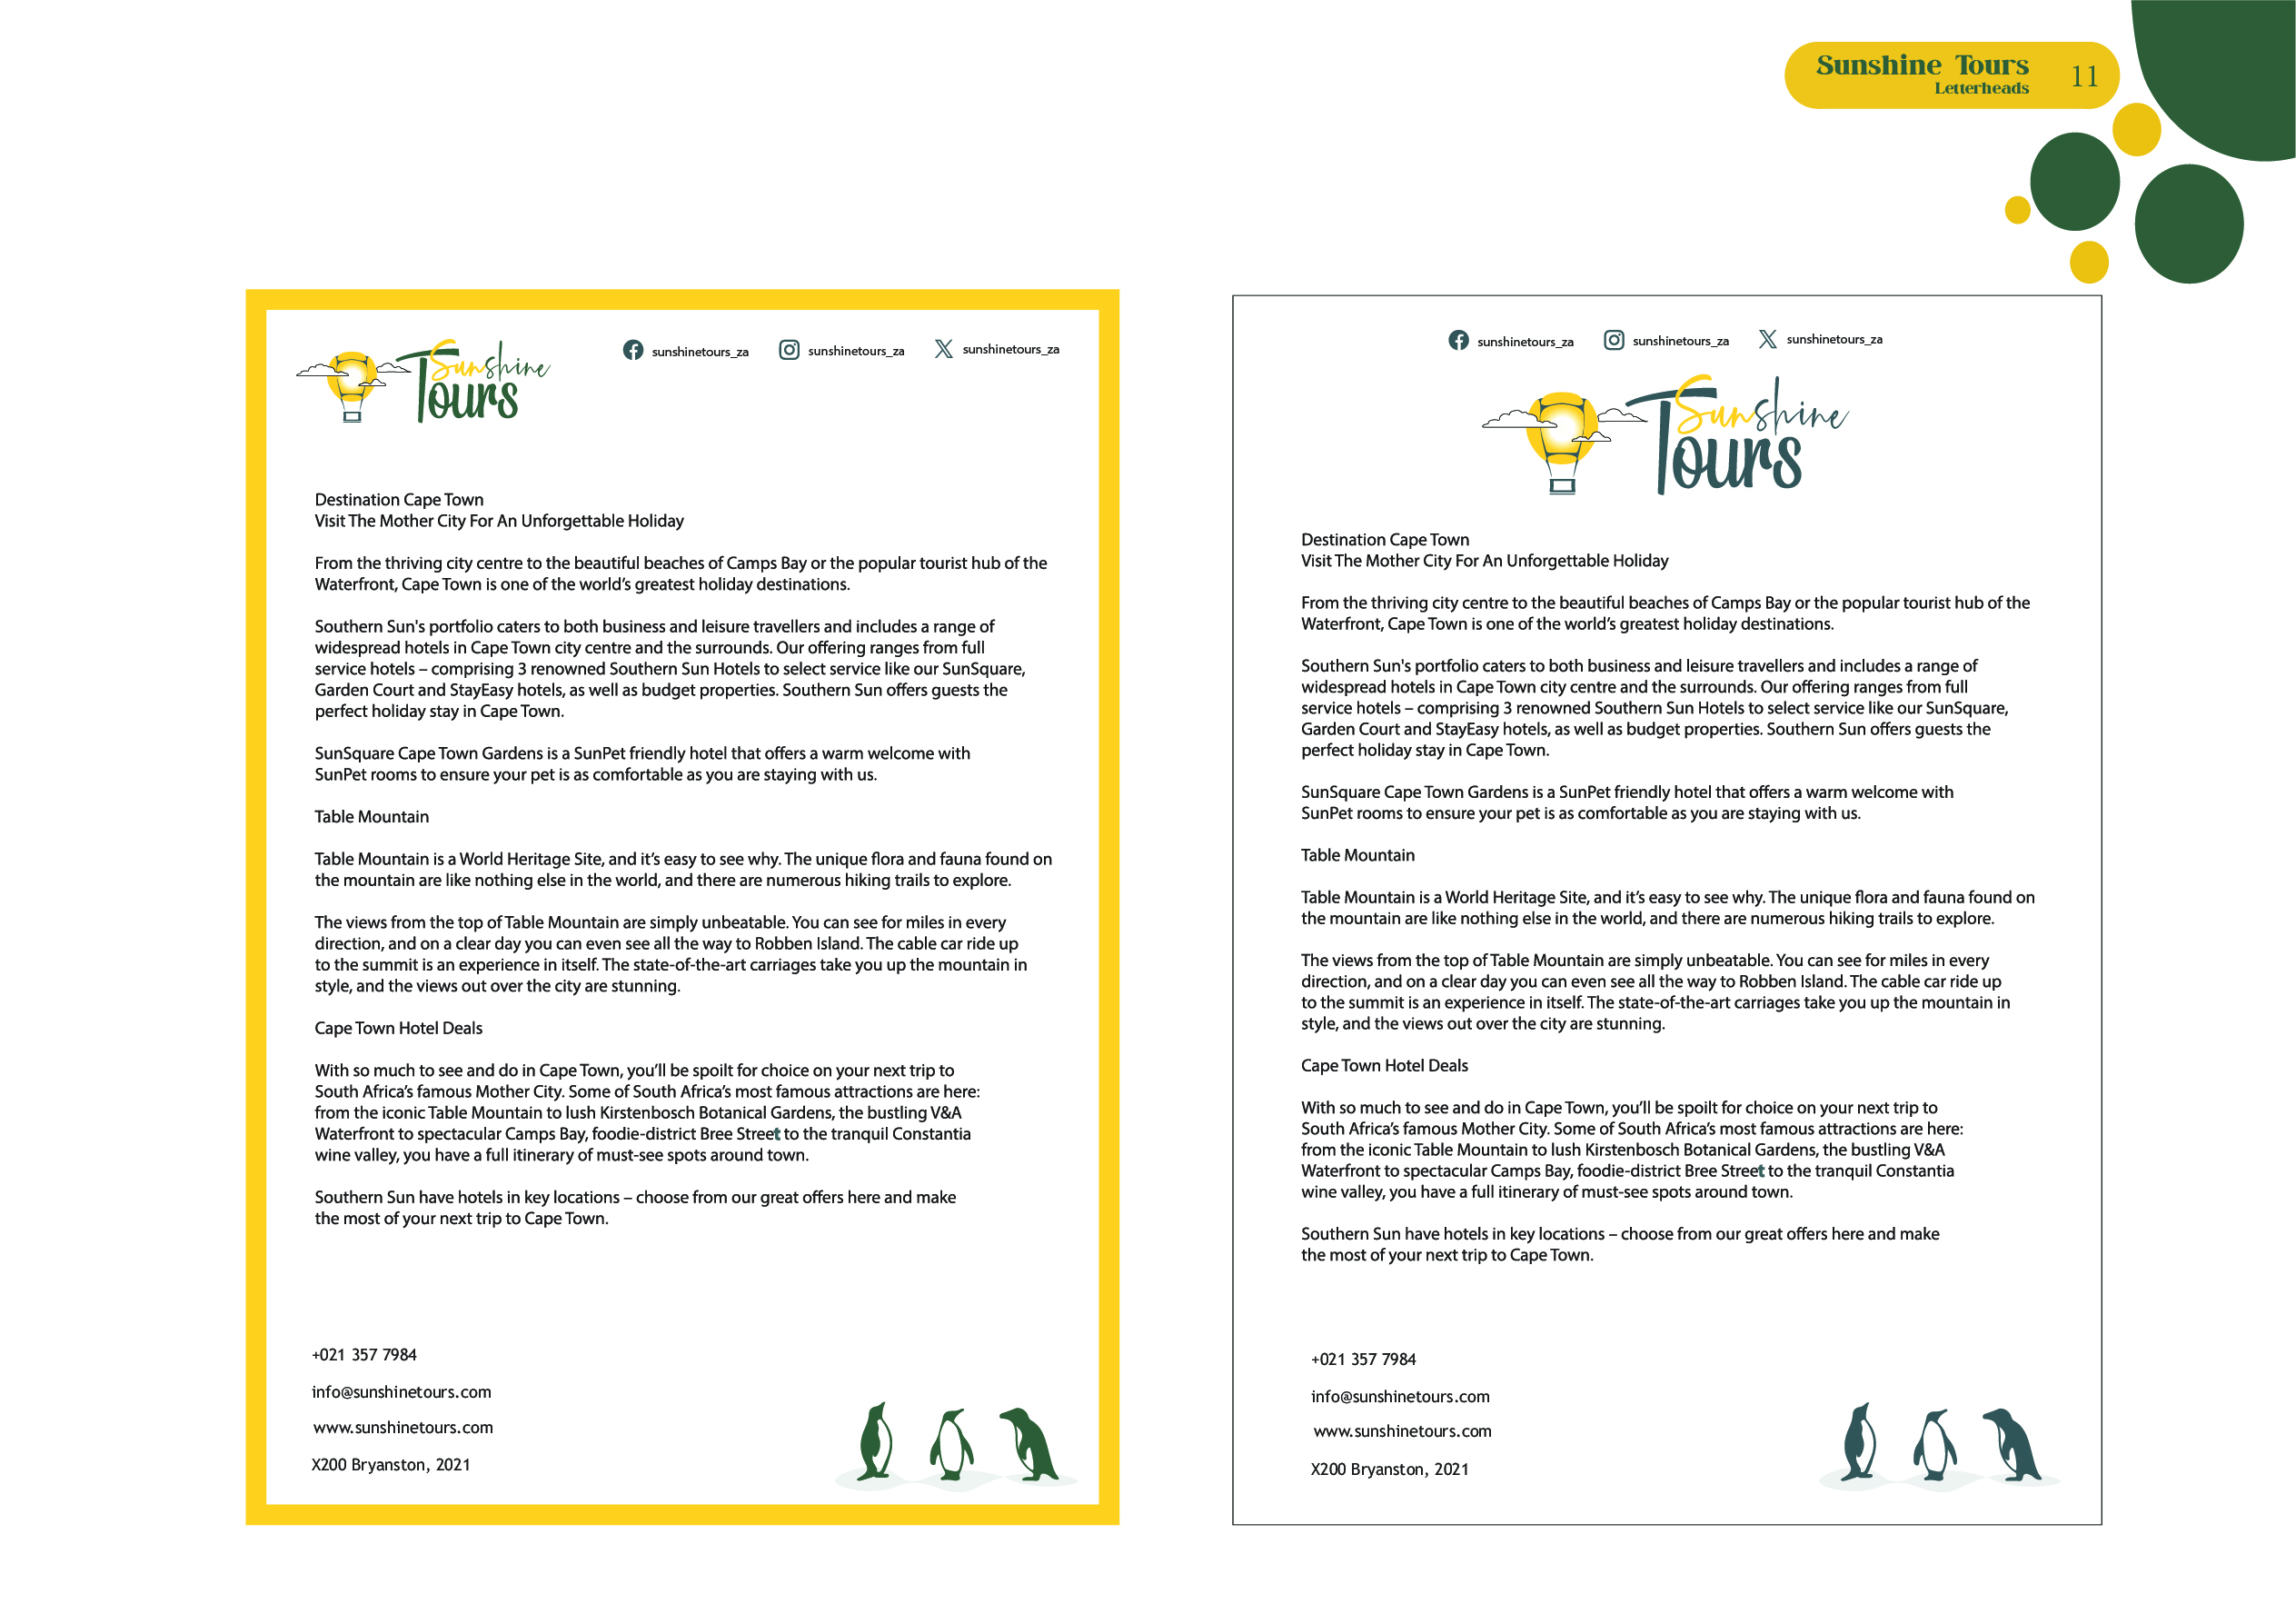 Sunshine Tours
Letterheads
11
Sunshine
Tours
sunshinetours_za
sunshinetours_za
sunshinetours_za
Destination Cape Town
Visit The Mother City For An Unforgettable Holiday
From the thriving city centre to the beautiful beaches of Camps Bay or the popular tourist hub of the
Waterfront, Cape Town is one of the world’s greatest holiday destinations.
Southern Sun's portfolio caters to both business and leisure travellers and includes a range of
widespread hotels in Cape Town city centre and the surrounds. Our offering ranges from full
service hotels – comprising 3 renowned Southern Sun Hotels to select service like our SunSquare,
Garden Court and StayEasy hotels, as well as budget properties. Southern Sun offers guests the
perfect holiday stay in Cape Town.
SunSquare Cape Town Gardens is a SunPet friendly hotel that offers a warm welcome with
SunPet rooms to ensure your pet is as comfortable as you are staying with us.
Table Mountain
Table Mountain is a World Heritage Site, and it’s easy to see why. The unique flora and fauna found on
the mountain are like nothing else in the world, and there are numerous hiking trails to explore.
The views from the top of Table Mountain are simply unbeatable. You can see for miles in every
direction, and on a clear day you can even see all the way to Robben Island. The cable car ride up
to the summit is an experience in itself. The state-of-the-art carriages take you up the mountain in
style, and the views out over the city are stunning.
Cape Town Hotel Deals
With so much to see and do in Cape Town, you’ll be spoilt for choice on your next trip to
South Africa’s famous Mother City. Some of South Africa’s most famous attractions are here:
from the iconic Table Mountain to lush Kirstenbosch Botanical Gardens, the bustling V&A
Waterfront to spectacular Camps Bay, foodie-district Bree Street to the tranquil Constantia
wine valley, you have a full itinerary of must-see spots around town.
Southern Sun have hotels in key locations – choose from our great offers here and make
the most of your next trip to Cape Town.
+021 357 7984
info@sunshinetours.com
www.sunshinetours.com
X200 Bryanston, 2021
sunshinetours_za
sunshinetours_za
sunshinetours_za
Sunshine
Tours
Destination Cape Town
Visit The Mother City For An Unforgettable Holiday
From the thriving city centre to the beautiful beaches of Camps Bay or the popular tourist hub of the
Waterfront, Cape Town is one of the world’s greatest holiday destinations.
Southern Sun's portfolio caters to both business and leisure travellers and includes a range of
widespread hotels in Cape Town city centre and the surrounds. Our offering ranges from full
service hotels – comprising 3 renowned Southern Sun Hotels to select service like our SunSquare,
Garden Court and StayEasy hotels, as well as budget properties. Southern Sun offers guests the
perfect holiday stay in Cape Town.
SunSquare Cape Town Gardens is a SunPet friendly hotel that offers a warm welcome with
SunPet rooms to ensure your pet is as comfortable as you are staying with us.
Table Mountain
Table Mountain is a World Heritage Site, and it’s easy to see why. The unique flora and fauna found on
the mountain are like nothing else in the world, and there are numerous hiking trails to explore.
The views from the top of Table Mountain are simply unbeatable. You can see for miles in every
direction, and on a clear day you can even see all the way to Robben Island. The cable car ride up
to the summit is an experience in itself. The state-of-the-art carriages take you up the mountain in
style, and the views out over the city are stunning.
Cape Town Hotel Deals
With so much to see and do in Cape Town, you’ll be spoilt for choice on your next trip to
South Africa’s famous Mother City. Some of South Africa’s most famous attractions are here:
from the iconic Table Mountain to lush Kirstenbosch Botanical Gardens, the bustling V&A
Waterfront to spectacular Camps Bay, foodie-district Bree Street to the tranquil Constantia
wine valley, you have a full itinerary of must-see spots around town.
Southern Sun have hotels in key locations – choose from our great offers here and make
the most of your next trip to Cape Town.
+021 357 7984
info@sunshinetours.com
www.sunshinetours.com
X200 Bryanston, 2021